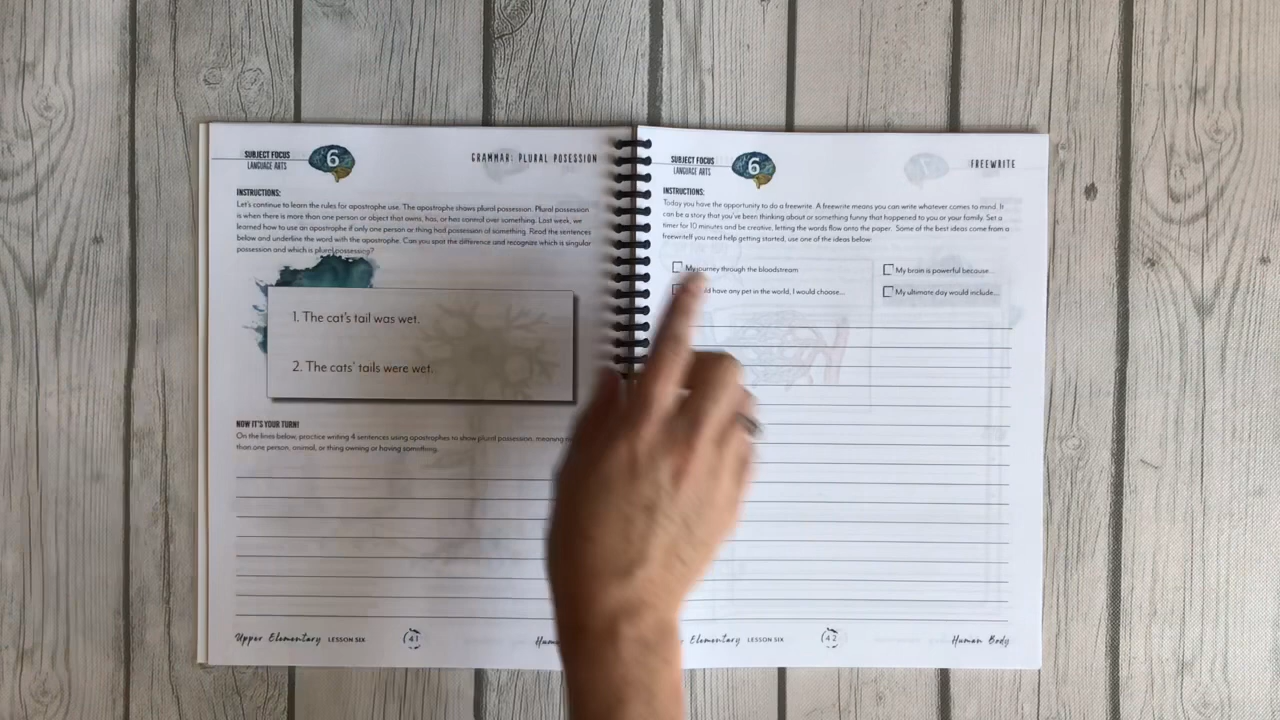 SUBJECT FOCUS
LANGUAGE ARTS
6
GRAMMAR: PLURAL POSESSION
INSTRUCTIONS:
Let's continue to learn the rules for apostrophe use. The apostrophe shows plural possession. Plural possession
is when there is more than one person or object that owns, has, or has control over something. Last week, we
learned how to use an apostrophe if only one person or thing had possession of something. Read the sentences
below and underline the word with the apostrophe. Can you spot the difference and recognize which is singular
possession and which is plural possessing?
1. The cat's tail was wet.
2. The cats' tails were wet.
NOW IT'S YOUR TURN!
On the lines below, practice writing 4 sentences using apostrophes to show plural possession, meaning
than one person, animal, or thing owning or having something.
Upper Elementary LESSON SIX
41
SUBJECT FOCUS
LANGUAGE ARTS
6
FREEWRITE
INSTRUCTIONS:
Today you have the opportunity to do a freewrite. A freewrite means you can write whatever comes to mind. It
can be a story that you've been thinking about or something funny that happened to you or your family. Set a
timer for 10 minutes and be creative, letting the words flow onto the paper. Some of the best ideas come from a
freewrite! If you need help getting started, use one of the ideas below:
My journey through the bloodstream
My brain is powerful because...
have any pet in the world, I would choose...
My ultimate day would include...
Elementary LESSON SIX
42
Human Body